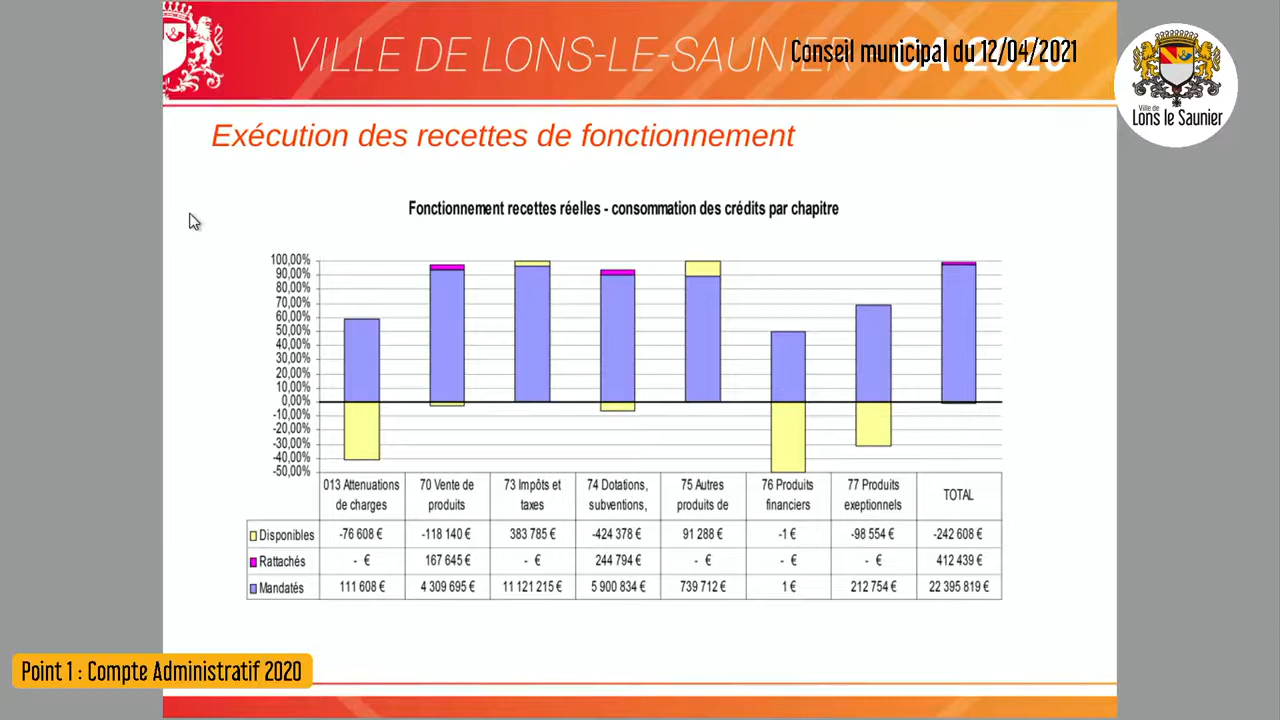 VILLE DE LONS-LE-SAUNIER CA 2020
Conseil municipal du 12/04/2021
Ville de
Lons le Saunier
Exécution des recettes de fonctionnement
Fonctionnement recettes réelles - consommation des crédits par chapitre
100,00%
90,00%
80,00%
70,00%
60,00%
50,00%
40,00%
30,00%
20,00%
10,00%
0,00%
-10,00%
-20,00%
-30,00%
-40,00%
-50,00%
013 Attenuations de charges 70 Vente de produits 73 Impôts et taxes 74 Dotations, subventions, 75 Autres produits de 76 Produits financiers 77 Produits exeptionnels TOTAL
Disponibles -76 608 € -118 140 € 383 785 € -424 378 € 91 288 € -1 € -98 554 € -242 608 €
Rattachés - € 167 645 € - € 244 794 € - € - € - € 412 439 €
Mandatés 111 608 € 4 309 695 € 11 121 215 € 5 900 834 € 739 712 € 1 € 212 754 € 22 395 819 €
Point 1 : Compte Administratif 2020